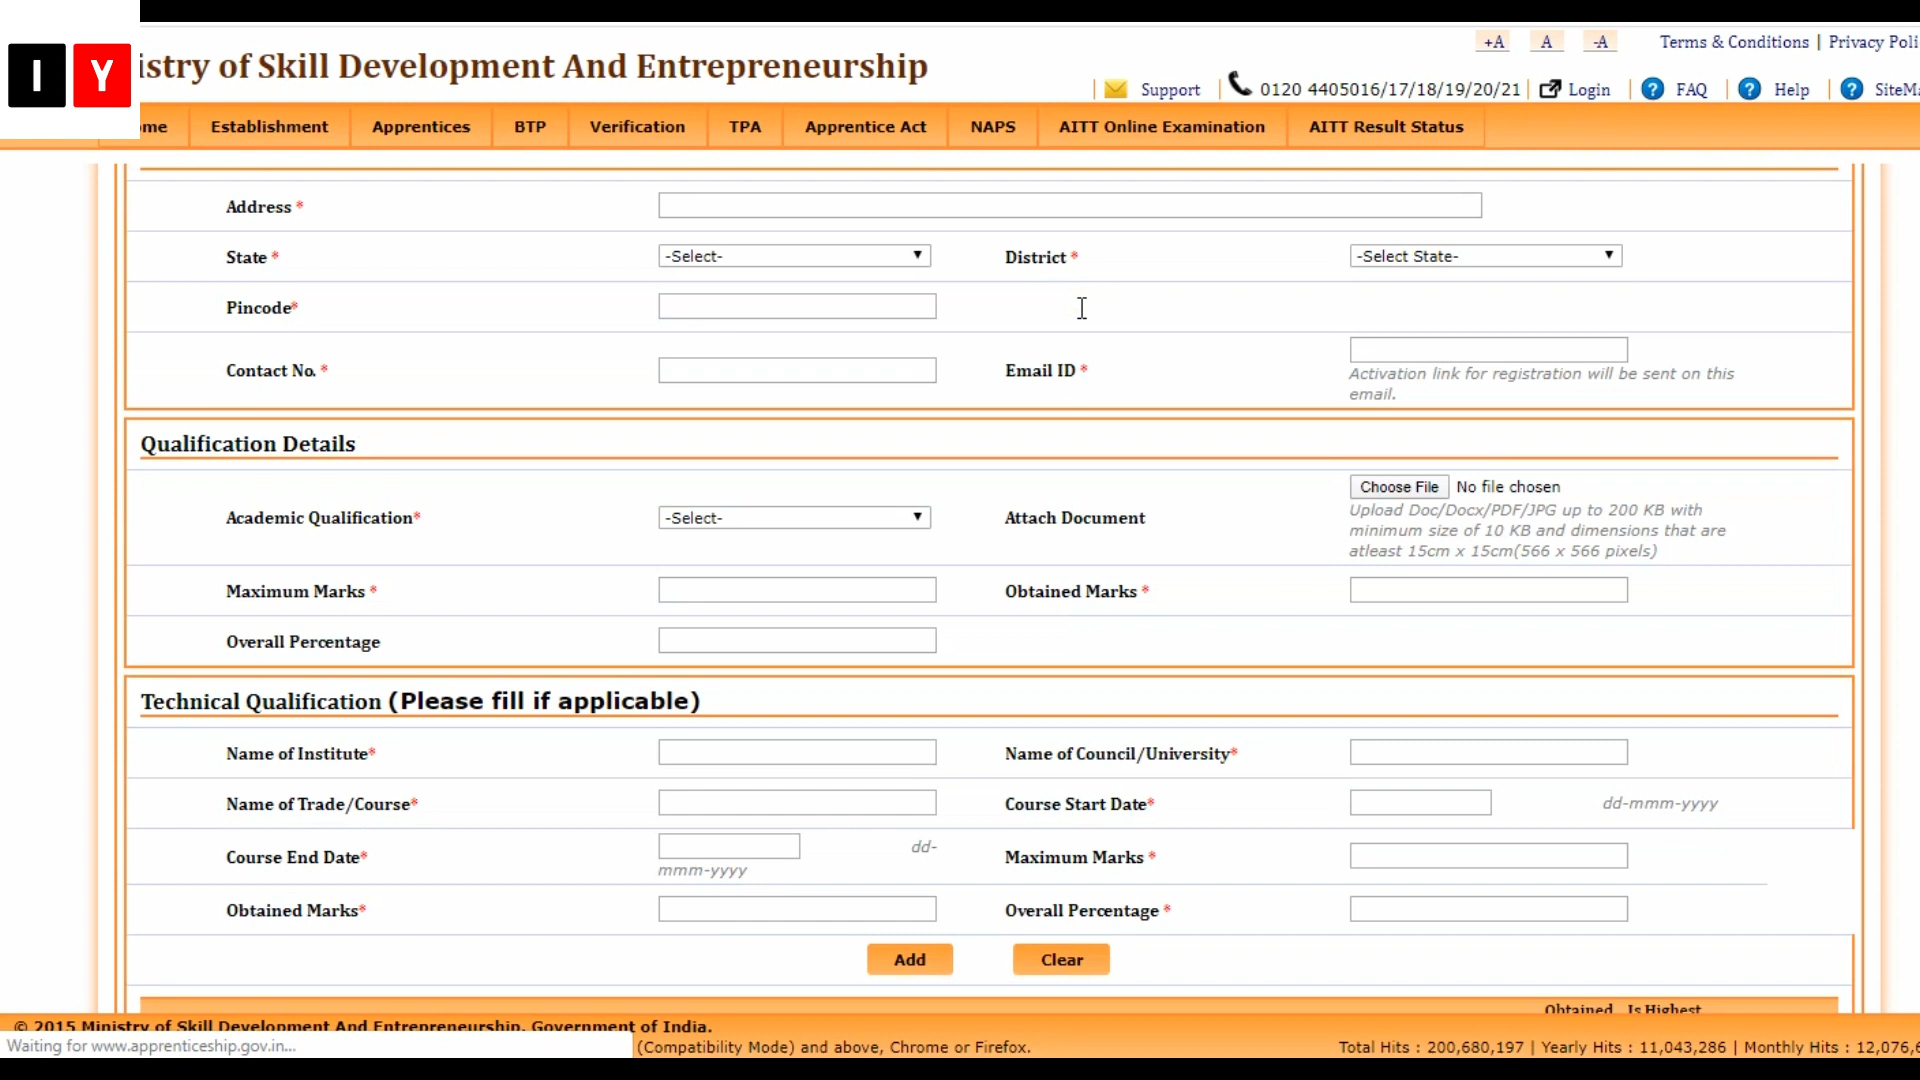 +A A -A Terms & Conditions | Privacy Poli
I Y
istry of Skill Development And Entrepreneurship
Support 0120 4405016/17/18/19/20/21 Login ? FAQ ? Help ? SiteMa
ome Establishment Apprentices BTP Verification TPA Apprentice Act NAPS AITT Online Examination AITT Result Status
Address *
State * -Select- District * -Select State-
Pincode*
Contact No. * Email ID *
Activation link for registration will be sent on this
email.
Qualification Details
Academic Qualification* -Select- Attach Document Choose File No file chosen
Upload Doc/Docx/PDF/JPG up to 200 KB with
minimum size of 10 KB and dimensions that are
atleast 15cm x 15cm(566 x 566 pixels)
Maximum Marks * Obtained Marks *
Overall Percentage
Technical Qualification (Please fill if applicable)
Name of Institute* Name of Council/University*
Name of Trade/Course* Course Start Date* dd-mmm-yyyy
Course End Date* dd-
mmm-yyyy
Maximum Marks *
Obtained Marks* Overall Percentage *
Add Clear
Obtained Is Highest
© 2015 Ministry of Skill Development And Entrepreneurship, Government of India.
Waiting for www.apprenticeship.gov.in... (Compatibility Mode) and above, Chrome or Firefox. Total Hits : 200,680,197 | Yearly Hits : 11,043,286 | Monthly Hits : 12,076,6